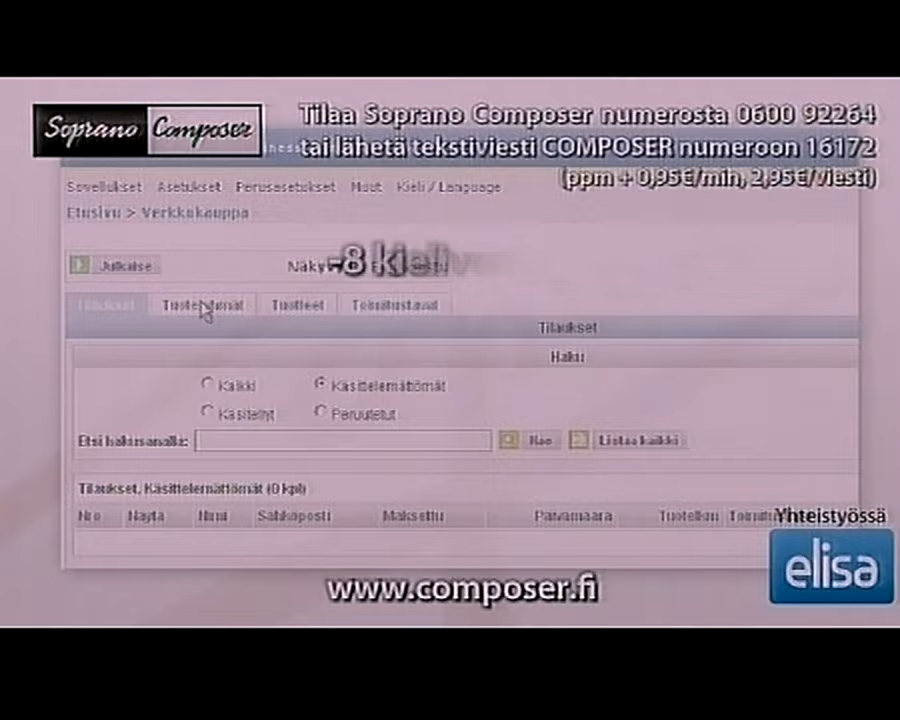 Soprano Composer
Tilaa Soprano Composer numerosta 0600 92264
tai lähetä tekstiviesti COMPOSER numeroon 16172
(ppm + 0,95€/min, 2,95€/viesti)
Sovellukset Asetukset Perusasetukset Muut Kieli / Language
Etusivu > Verkkokauppa
Julkaise
-8 kieli
Tilaukset Tuoteryhmät Tuotteet Toimitustavat
Tilaukset
Haku
Kaikki Käsittelemättömät
Käsitellyt Peruutetut
Etsi hakusanalla: Hae Listaa kaikki
Tilaukset, Käsittelemättömät (0 kpl)
Nro Näytä Nimi Sähköposti Maksettu Päivämäärä
Yhteistyössä
elisa
www.composer.fi